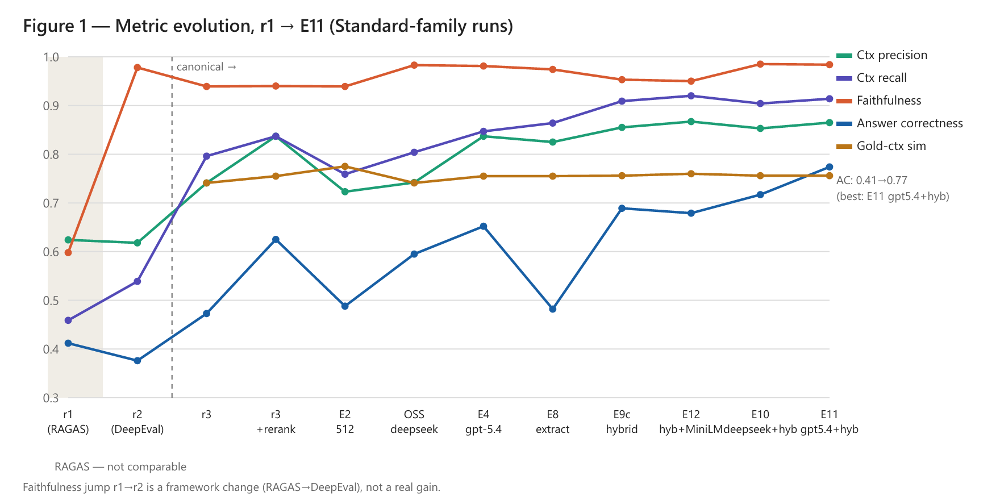 Figure 1 — Metric evolution, r1 → E11 (Standard-family runs)
1.0
0.9
0.8
0.7
0.6
0.5
0.4
0.3
canonical →
Ctx precision
Ctx recall
Faithfulness
Answer correctness
Gold-ctx sim
AC: 0.41→0.77
(best: E11 gpt5.4+hyb)
r1
(RAGAS)
r2
(DeepEval)
r3
r3
+rerank
E2
512
OSS
deepseek
E4
gpt-5.4
E8
extract
E9c
hybrid
E12
hyb+MiniLM
E10
deepseek+hyb
E11
gpt5.4+hyb
RAGAS — not comparable
Faithfulness jump r1→r2 is a framework change (RAGAS→DeepEval), not a real gain.